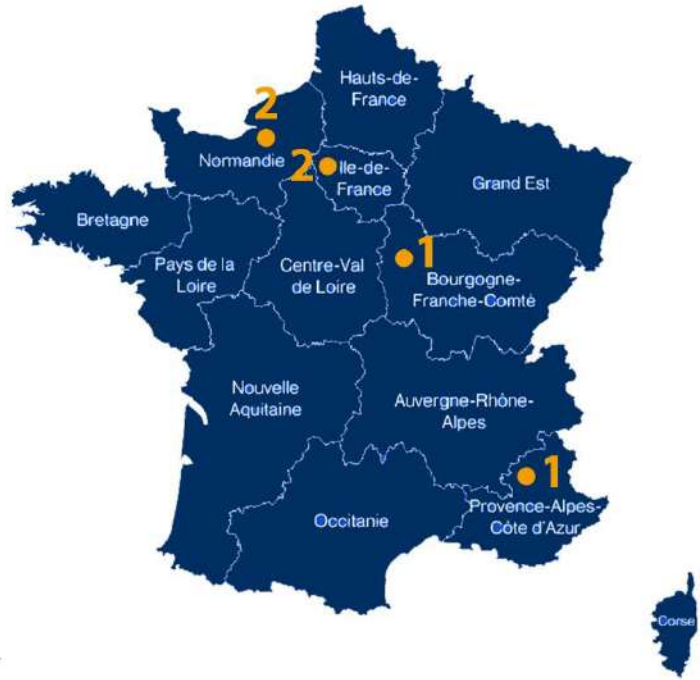 Hauts-de-
France
2
Normandie
2
Ile-de-
France
Grand Est
Bretagne
Pays de la
Loire
Centre-Val
de Loire
1
Bourgogne-
Franche-Comté
Nouvelle
Aquitaine
Auvergne-Rhône-
Alpes
1
Provence-Alpes-
Côte d'Azur
Occitanie
Corse